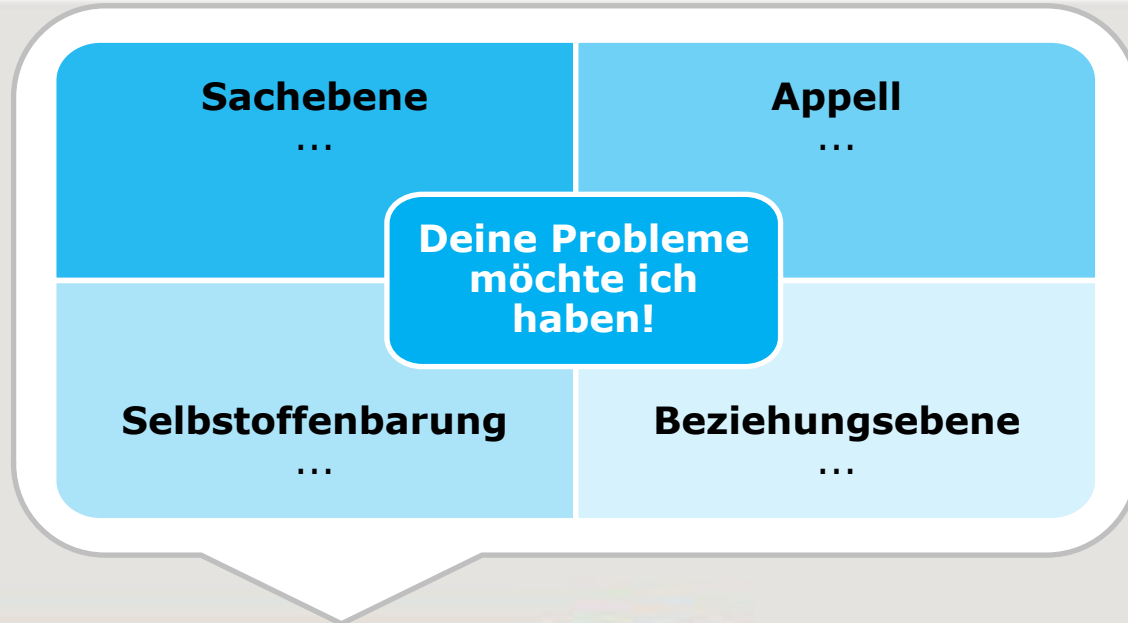 Sachebene
...
Appell
...
Deine Probleme
möchte ich
haben!
Selbstoffenbarung
...
Beziehungsebene
...